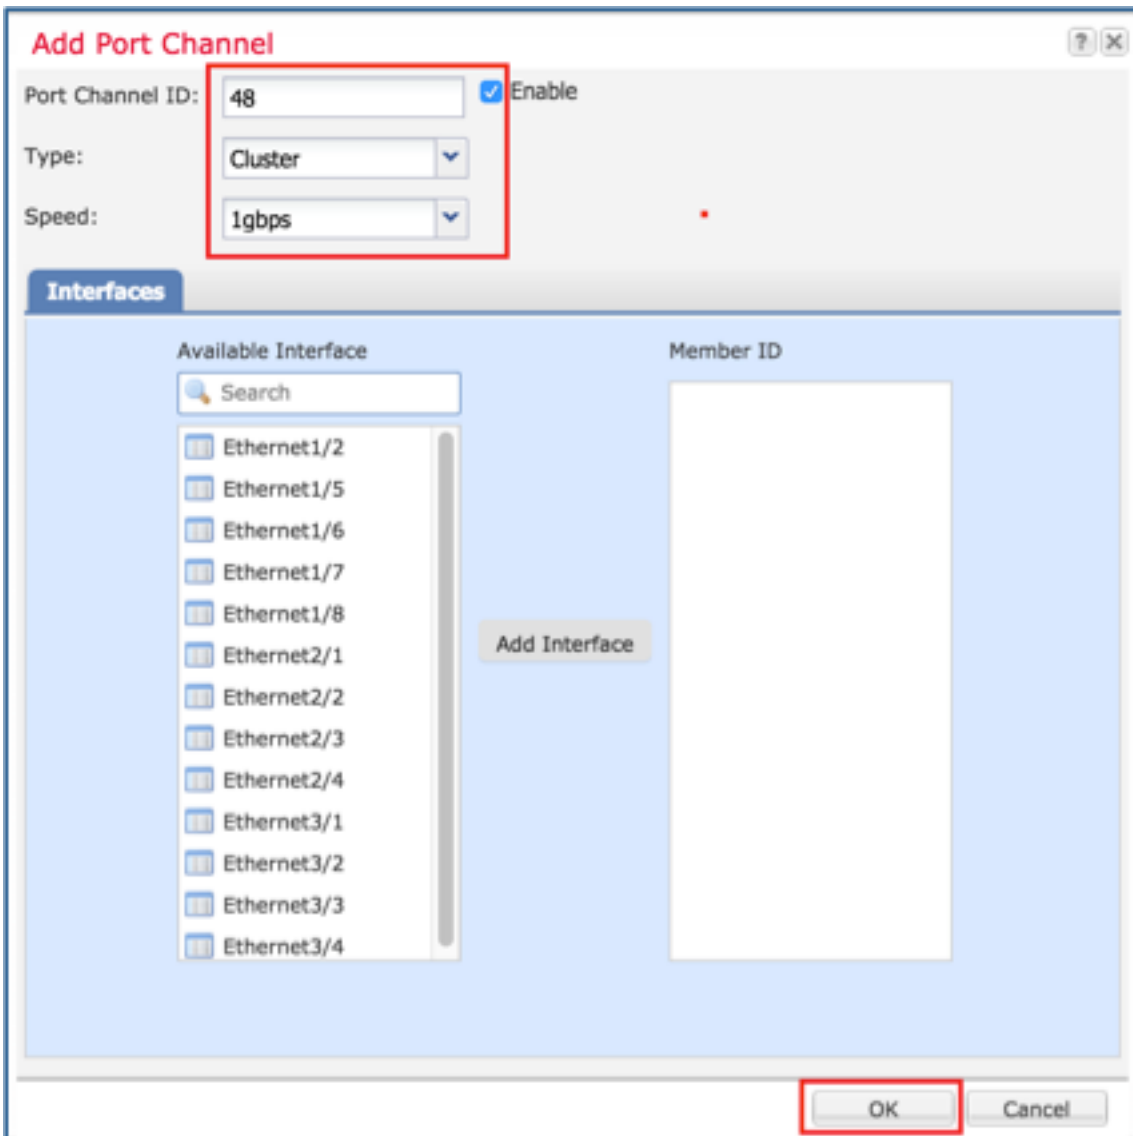 Add Port Channel
Port Channel ID: 48 Enable
Type: Cluster
Speed: 1gbps
Interfaces
Available Interface
Search
Ethernet1/2
Ethernet1/5
Ethernet1/6
Ethernet1/7
Ethernet1/8
Ethernet2/1
Ethernet2/2
Ethernet2/3
Ethernet2/4
Ethernet3/1
Ethernet3/2
Ethernet3/3
Ethernet3/4
Add Interface
Member ID
OK Cancel